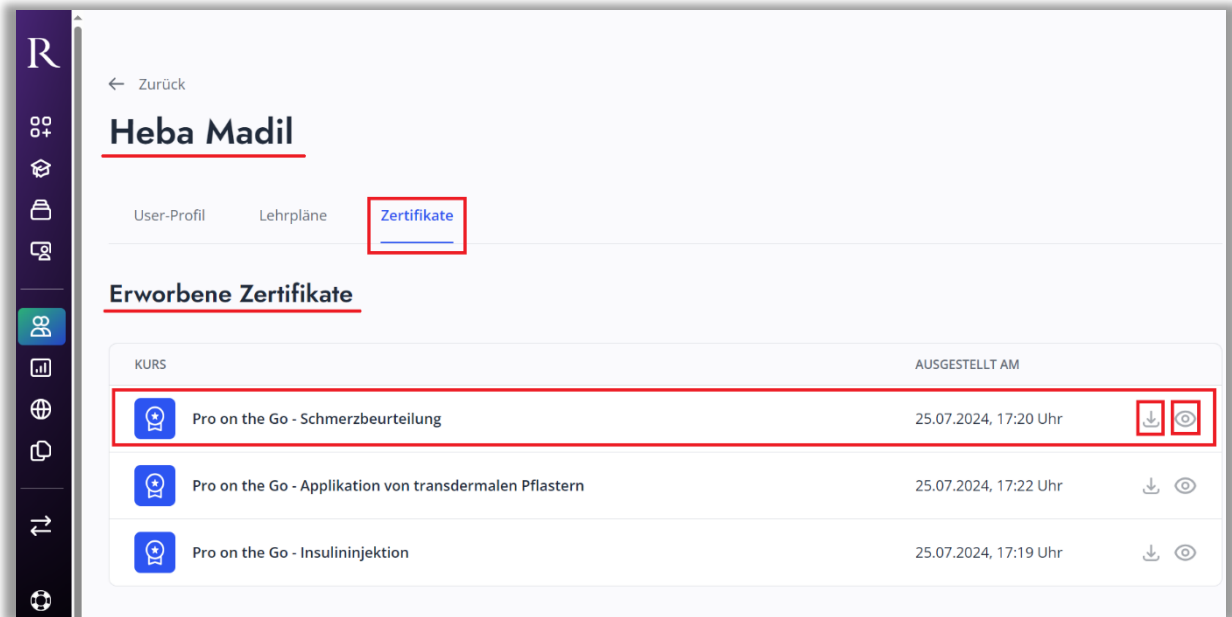 R
← Zurück
Heba Madil
User-Profil Lehrpläne Zertifikate
Erworbene Zertifikate
KURS AUSGESTELLT AM
Pro on the Go - Schmerzbeurteilung 25.07.2024, 17:20 Uhr
Pro on the Go - Applikation von transdermalen Pflastern 25.07.2024, 17:22 Uhr
Pro on the Go - Insulininjektion 25.07.2024, 17:19 Uhr